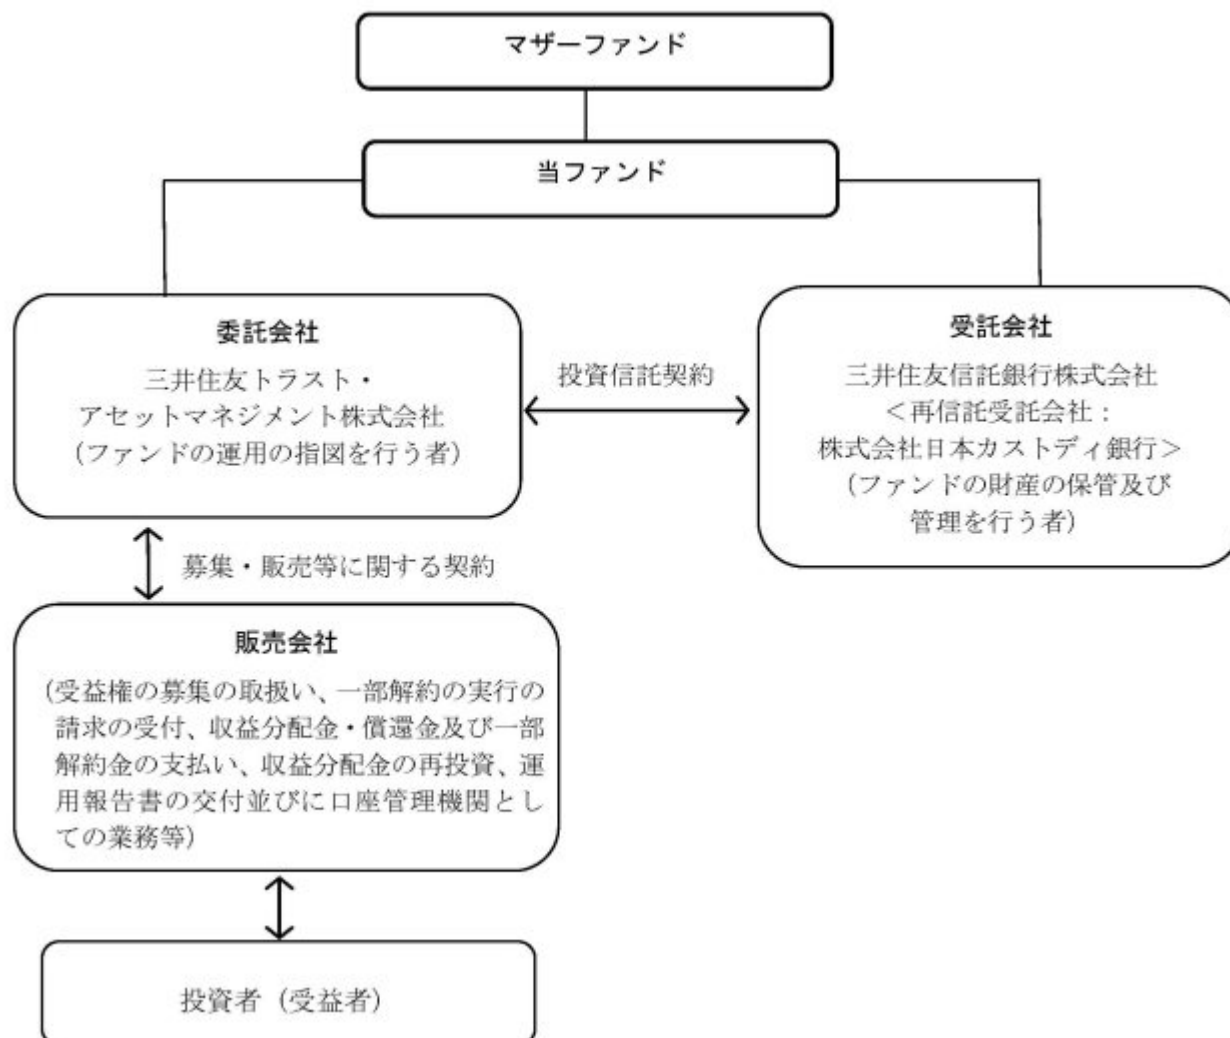 マザーファンド
当ファンド
委託会社
三井住友トラスト・
アセットマネジメント株式会社
（ファンドの運用の指図を行う者）
投資信託契約
受託会社
三井住友信託銀行株式会社
＜再信託受託会社：
株式会社日本カストディ銀行＞
（ファンドの財産の保管及び
管理を行う者）
募集・販売等に関する契約
販売会社
（受益権の募集の取扱い、一部解約の実行の
請求の受付、収益分配金・償還金及び一部
解約金の支払い、収益分配金の再投資、運
用報告書の交付並びに口座管理機関とし
ての業務等）
投資者（受益者）